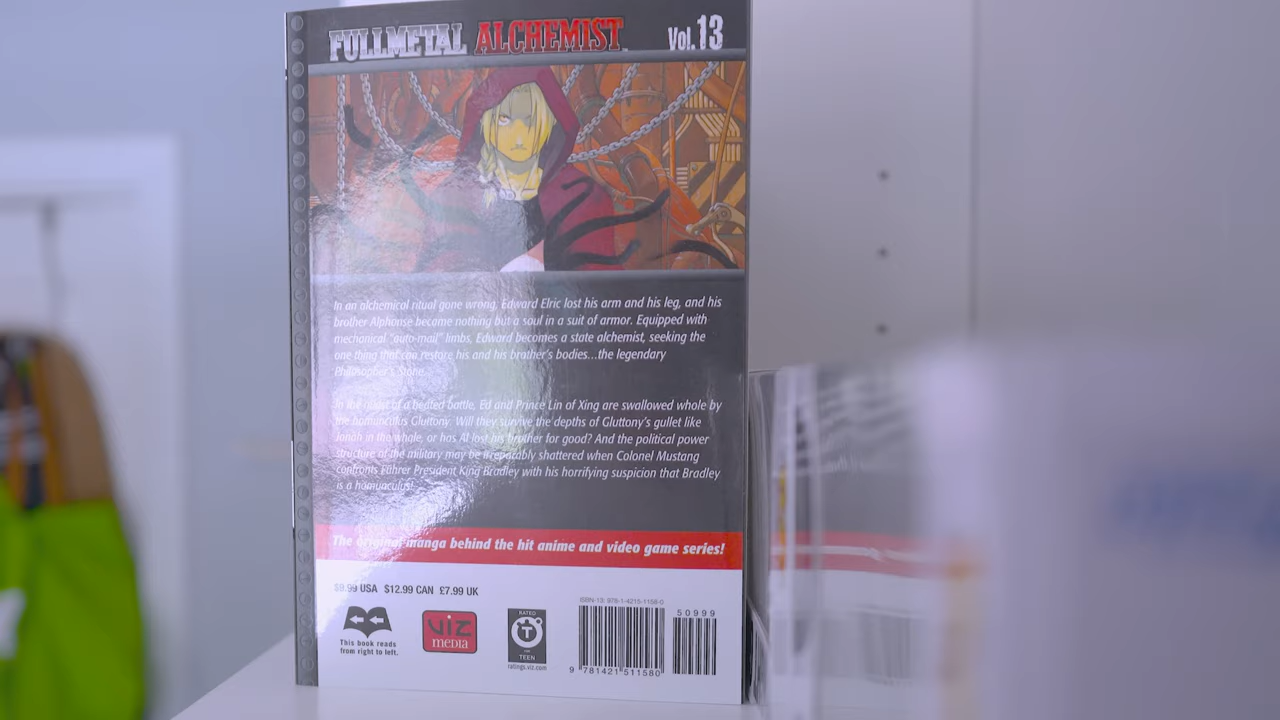 FULLMETAL ALCHEMIST™ Vol.13
In an alchemical ritual gone wrong, Edward Elric lost his arm and his leg, and his
brother Alphonse became nothing but a soul in a suit of armor. Equipped with
mechanical "auto-mail" limbs, Edward becomes a state alchemist, seeking the
one thing that can restore his and his brother's bodies...the legendary
Philosopher's Stone.
In the midst of a heated battle, Ed and Prince Lin of Xing are swallowed whole by
the homunculus Gluttony. Will they survive the depths of Gluttony's gullet like
Jonah in the whale, or has Al lost his brother for good? And the political power
structure of the military may be irreparably shattered when Colonel Mustang
confronts Führer President King Bradley with his horrifying suspicion that Bradley
is a homunculus!
The original manga behind the hit anime and video game series!
$9.99 USA $12.99 CAN £7.99 UK
This book reads
from right to left.
VIZ
MEDIA
RATED
T
FOR
TEEN
ratings.viz.com
ISBN-13: 978-1-4215-1158-0
50999
9 781421 511580